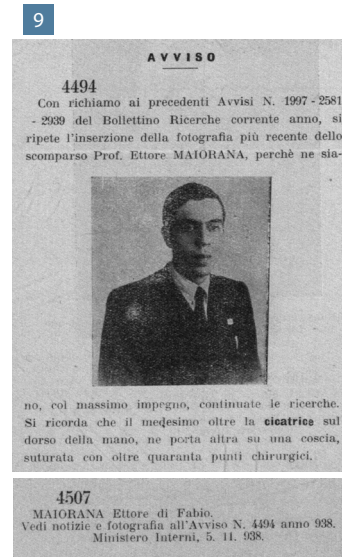 9
AVVISO
4494
Con richiamo ai precedenti Avvisi N. 1997 - 2581
- 2939 del Bollettino Ricerche corrente anno, si
ripete l'inserzione della fotografia più recente dello
scomparso Prof. Ettore MAIORANA, perchè ne sia-
no, col massimo impegno, continuate le ricerche.
Si ricorda che il medesimo oltre la cicatrice sul
dorso della mano, ne porta altra su una coscia,
suturata con oltre quaranta punti chirurgici.
4507
MAIORANA Ettore di Fabio.
Vedi notizie e fotografia all'Avviso N. 4494 anno 938.
Ministero Interni, 5. 11. 938.